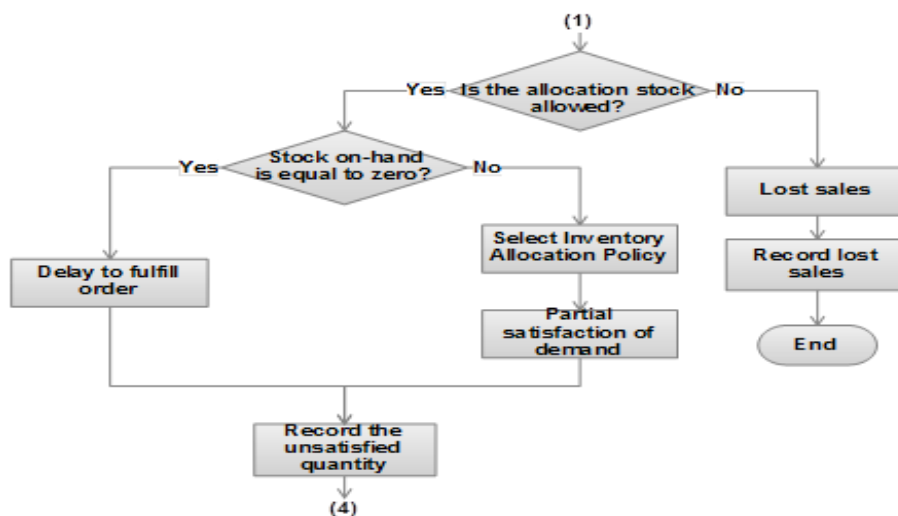 (1)
Yes
Is the allocation stock
allowed?
No
Yes
Stock on-hand
is equal to zero?
No
Lost sales
Select Inventory
Allocation Policy
Record lost
sales
Delay to fulfill
order
Partial
satisfaction of
demand
End
Record the
unsatisfied
quantity
(4)